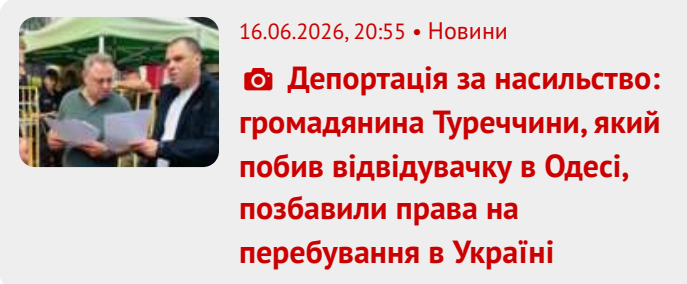 16.06.2026, 20:55 • Новини
Депортація за насильство:
громадянина Туреччини, який
побив відвідувачку в Одесі,
позбавили права на
перебування в Україні